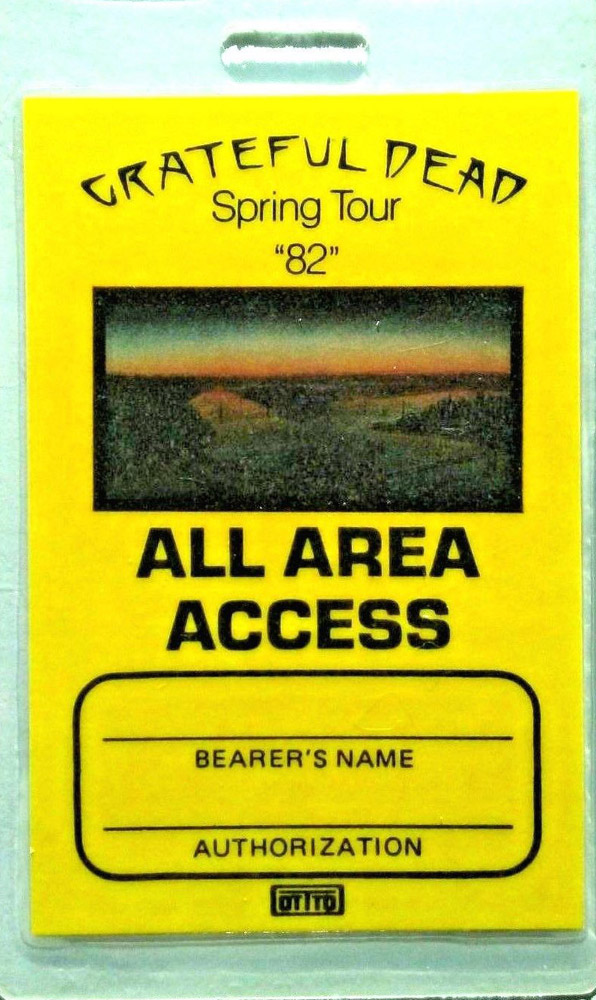 GRATEFUL DEAD
Spring Tour
“82”
ALL AREA
ACCESS
BEARER'S NAME
AUTHORIZATION
OTTO